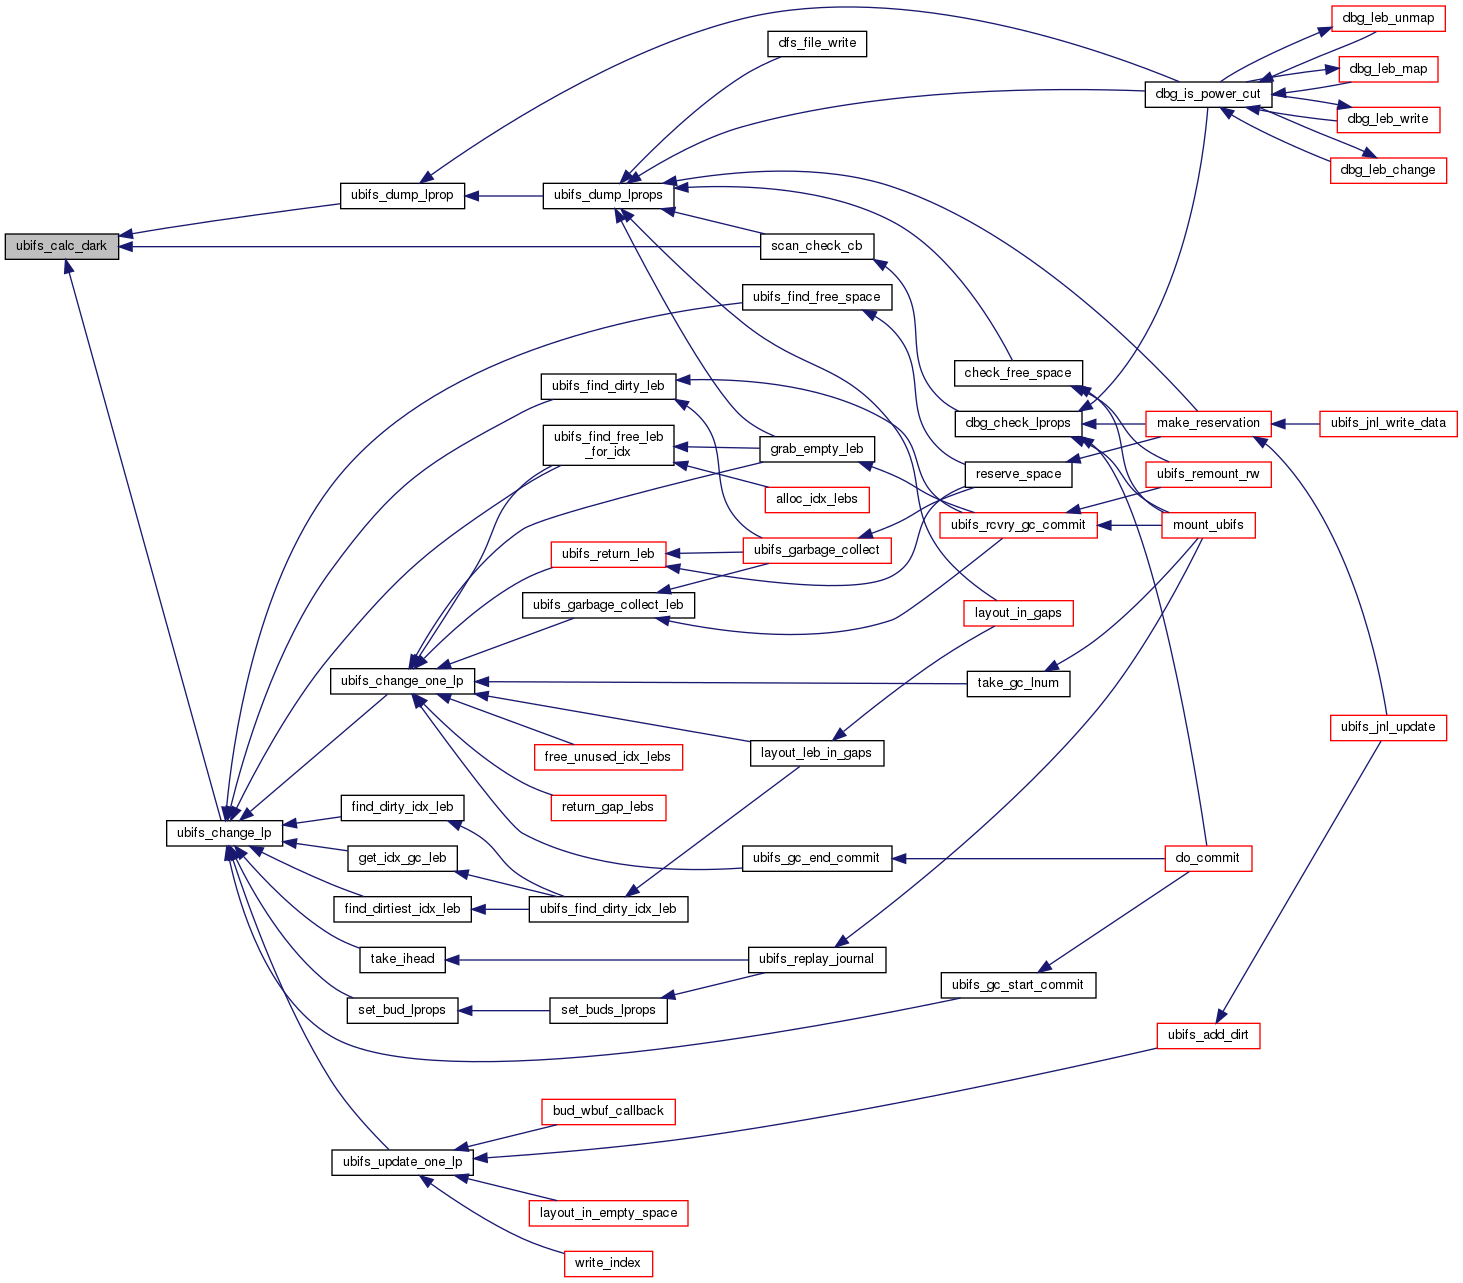 dbg_leb_unmap
dfs_file_write
dbg_leb_map
dbg_is_power_cut
dbg_leb_write
dbg_leb_change
ubifs_dump_lprop
ubifs_dump_lprops
ubifs_calc_dark
scan_check_cb
ubifs_find_free_space
check_free_space
ubifs_find_dirty_leb
dbg_check_lprops
make_reservation
ubifs_jnl_write_data
ubifs_find_free_leb
_for_idx
grab_empty_leb
reserve_space
ubifs_remount_rw
alloc_idx_lebs
ubifs_rcvry_gc_commit
mount_ubifs
ubifs_return_leb
ubifs_garbage_collect
ubifs_garbage_collect_leb
layout_in_gaps
ubifs_change_one_lp
take_gc_lnum
ubifs_jnl_update
free_unused_idx_lebs
layout_leb_in_gaps
find_dirty_idx_leb
return_gap_lebs
ubifs_change_lp
get_idx_gc_leb
ubifs_gc_end_commit
do_commit
find_dirtiest_idx_leb
ubifs_find_dirty_idx_leb
take_ihead
ubifs_replay_journal
ubifs_gc_start_commit
set_bud_lprops
set_buds_lprops
ubifs_add_dirt
bud_wbuf_callback
ubifs_update_one_lp
layout_in_empty_space
write_index